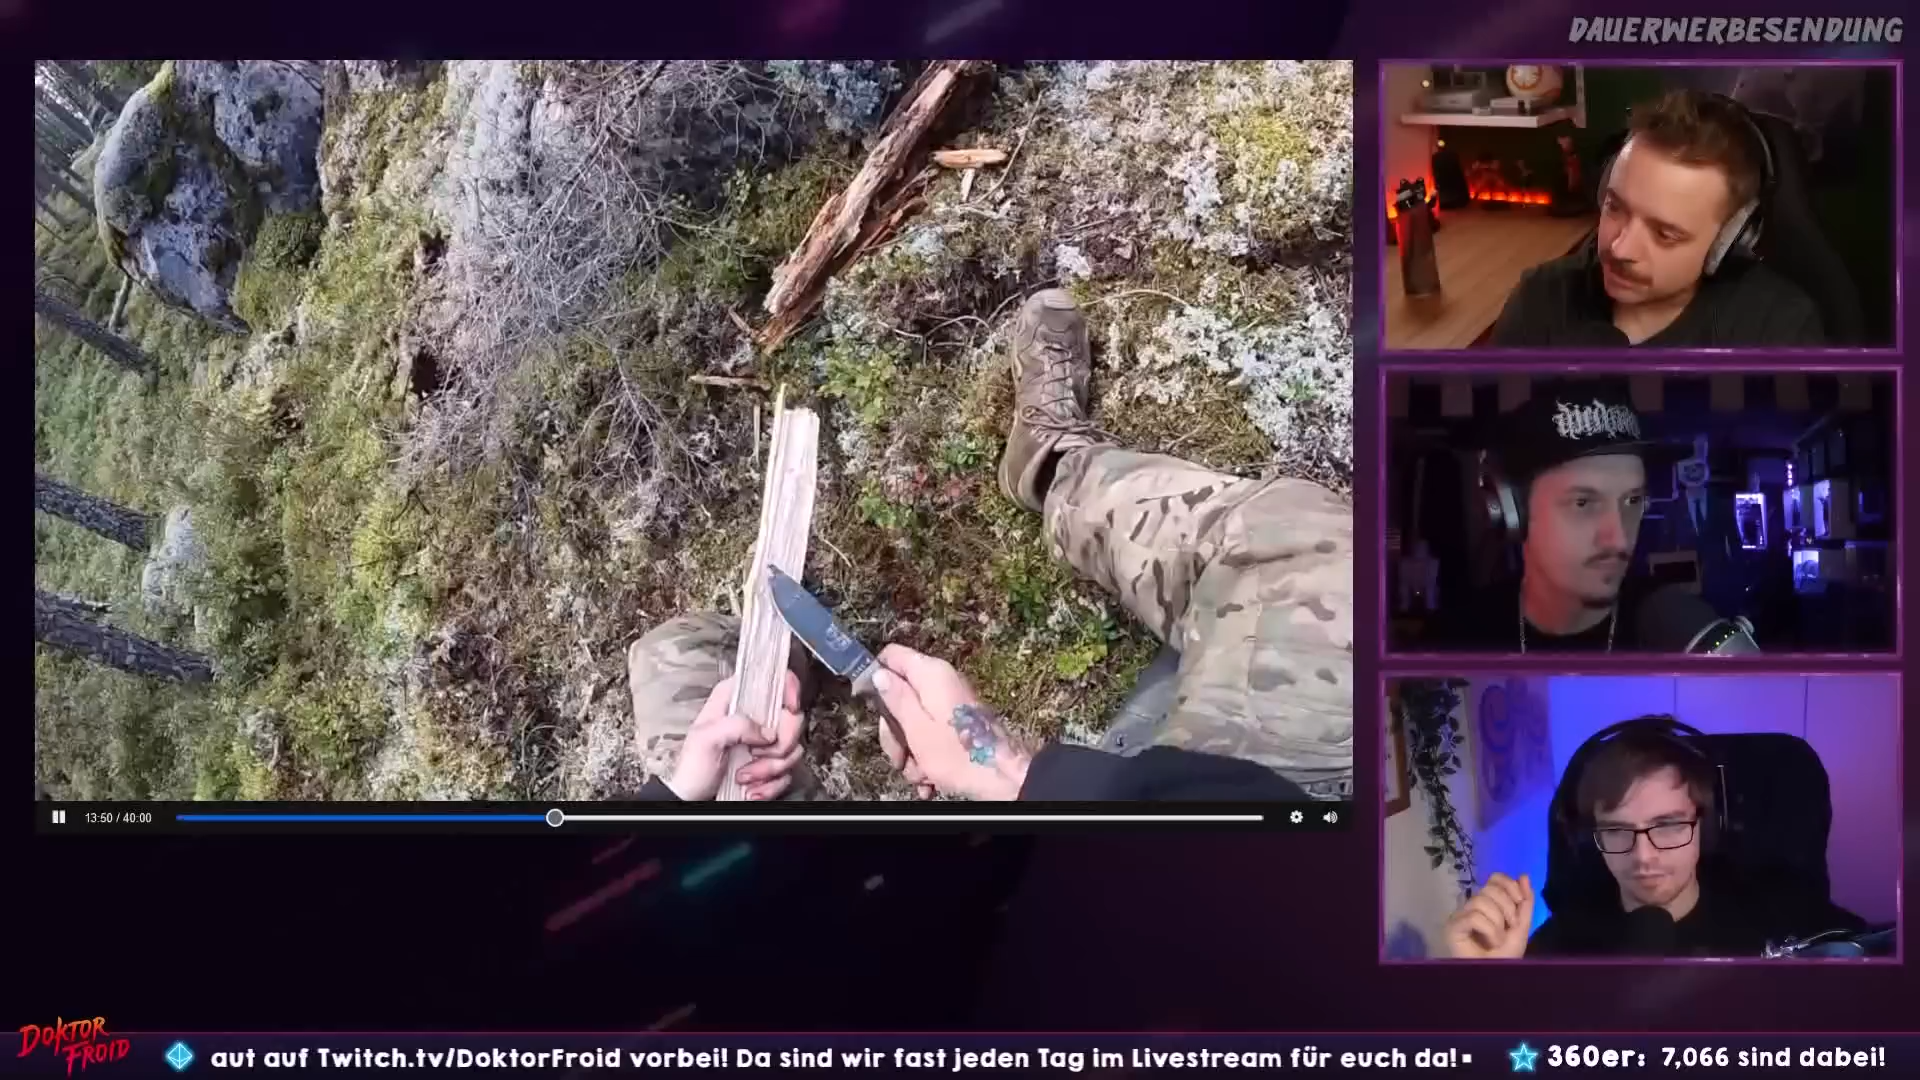 DAUERWERBESENDUNG
13:50 / 40:00
DOKTOR
FROID
aut auf Twitch.tv/DoktorFroid vorbei! Da sind wir fast jeden Tag im Livestream für euch da!
360er: 7,066 sind dabei!